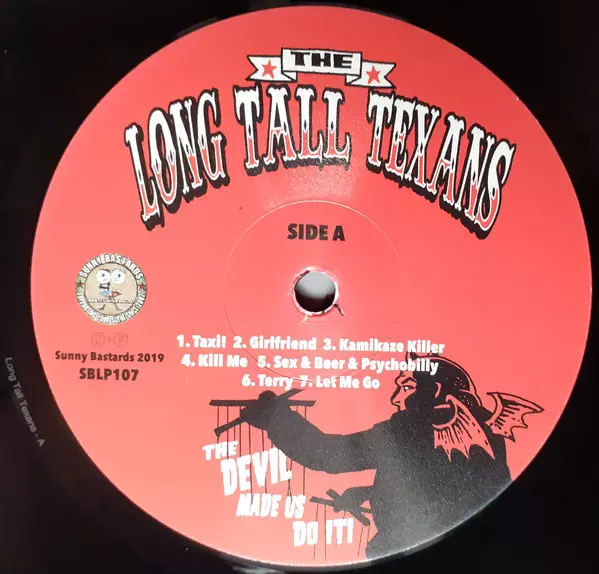 THE
LONG TALL TEXANS
SIDE A
SUNNY BASTARDS
1. Taxi! 2. Girlfriend 3. Kamikaze Killer
4. Kill Me 5. Sex & Beer & Psychobilly
6. Terry 7. Let Me Go
Sunny Bastards 2019
SBLP107
THE
DEVIL
MADE US
DO IT!
Long Tall Texans - A